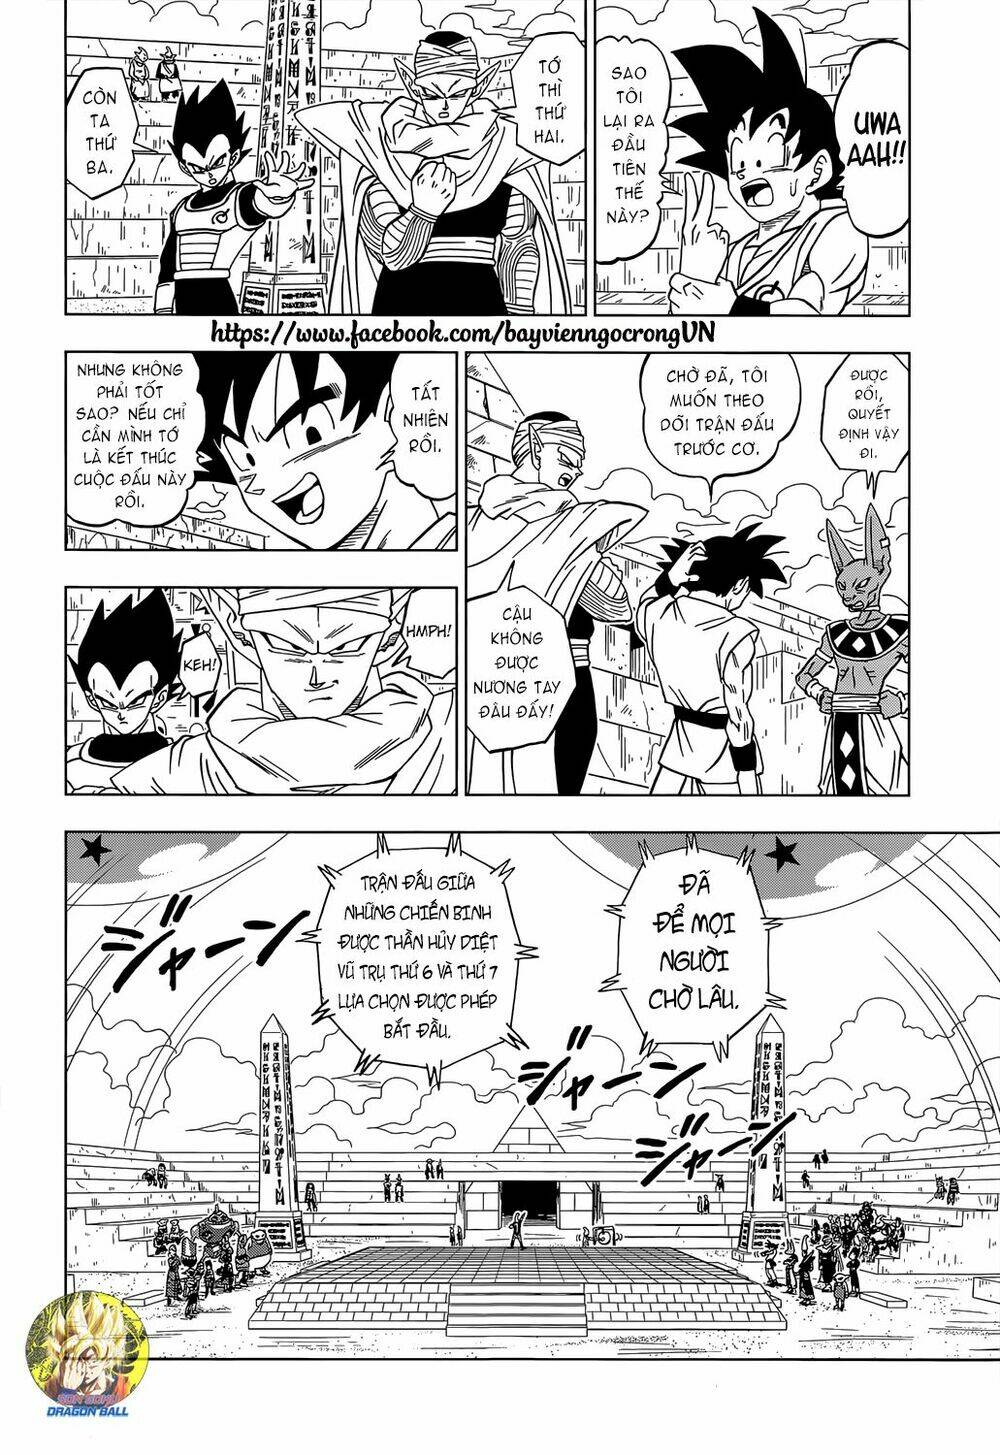 UWA
AAH!!
SAO
TÔI
LẠI RA
ĐẦU
TIÊN
THẾ
NÀY?
TỚ
THÌ
THỨ
HAI.
CÒN
TA
THỨ
BA.
https://www.facebook.com/bayvienngocrongVN
ĐƯỢC
RỒI,
QUYẾT
ĐỊNH VẬY
ĐI.
CHỜ ĐÃ, TÔI
MUỐN THEO
DÕI TRẬN ĐẤU
TRƯỚC CƠ.
CẬU
KHÔNG
ĐƯỢC
NƯƠNG TAY
ĐÂU ĐẤY!
TẤT
NHIÊN
RỒI.
NHƯNG KHÔNG
PHẢI TỐT
SAO? NẾU CHỈ
CẦN MÌNH TỚ
LÀ KẾT THÚC
CUỘC ĐẤU NÀY
RỒI.
HMPH!
KEH!
ĐÃ
ĐỂ MỌI
NGƯỜI
CHỜ LÂU.
TRẬN ĐẤU GIỮA
NHỮNG CHIẾN BINH
ĐƯỢC THẦN HỦY DIỆT
VŨ TRỤ THỨ 6 VÀ THỨ 7
LỰA CHỌN ĐƯỢC PHÉP
BẮT ĐẦU.
ジャーン
ジャーン
ジャーン
SON GOKU
DRAGON BALL